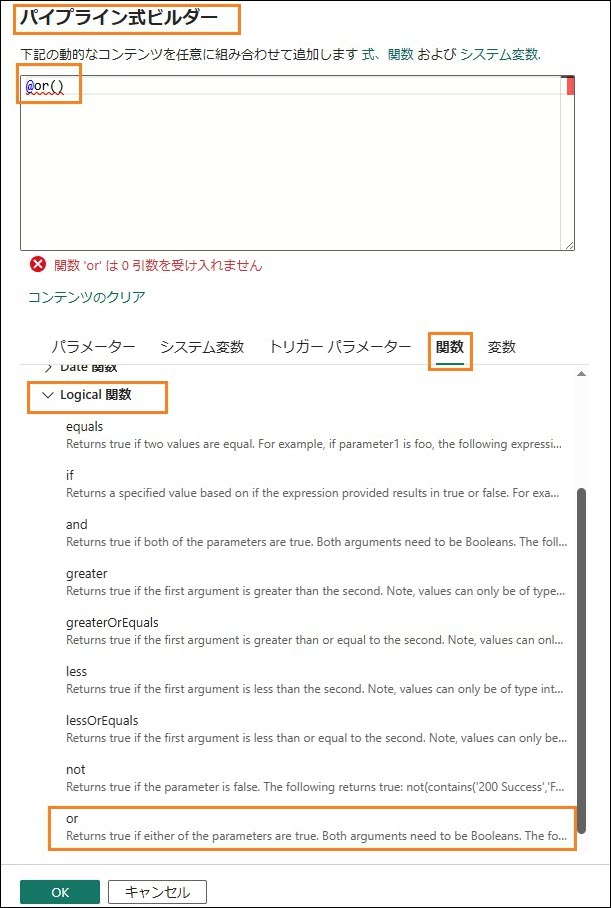 パイプライン式ビルダー
下記の動的なコンテンツを任意に組み合わせて追加します 式、関数 および システム変数.
@or()
関数 'or' は 0 引数を受け入れません
コンテンツのクリア
パラメーター システム変数 トリガー パラメーター 関数 変数
Date 関数
Logical 関数
equals
Returns true if two values are equal. For example, if parameter1 is foo, the following expressi...
if
Returns a specified value based on if the expression provided results in true or false. For exa...
and
Returns true if both of the parameters are true. Both arguments need to be Booleans. The foll...
greater
Returns true if the first argument is greater than the second. Note, values can only be of type...
greaterOrEquals
Returns true if the first argument is greater than or equal to the second. Note, values can onl...
less
Returns true if the first argument is less than the second. Note, values can only be of type int...
lessOrEquals
Returns true if the first argument is less than or equal to the second. Note, values can only be...
not
Returns true if the parameter is false. The following returns true: not(contains('200 Success','F...
or
Returns true if either of the parameters are true. Both arguments need to be Booleans. The fo...
OK キャンセル